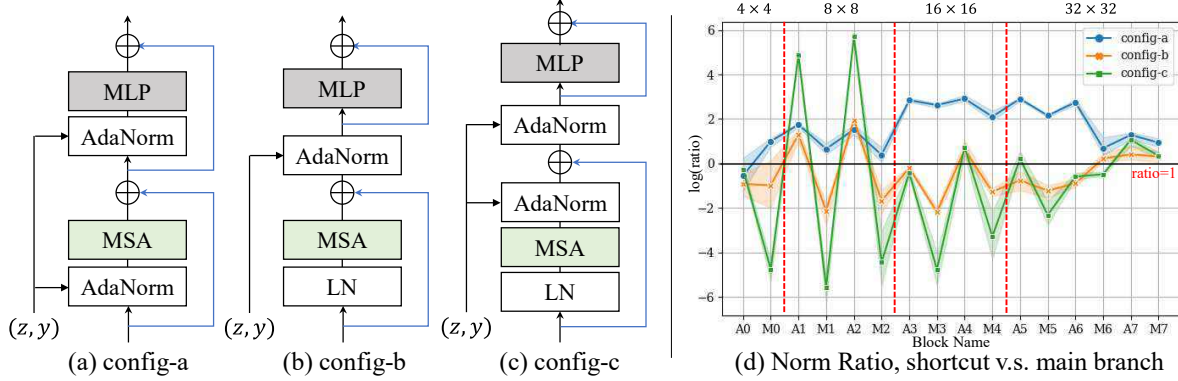 MLP
AdaNorm
MSA
AdaNorm
(z, y)
(a) config-a
MLP
AdaNorm
MSA
LN
(z, y)
(b) config-b
MLP
AdaNorm
AdaNorm
MSA
LN
(z, y)
(c) config-c
4 × 4 8 × 8 16 × 16 32 × 32
config-a
config-b
config-c
log(ratio)
6
4
2
0
−2
−4
−6
ratio=1
A0 M0 A1 M1 A2 M2 A3 M3 A4 M4 A5 M5 A6 M6 A7 M7
Block Name
(d) Norm Ratio, shortcut v.s. main branch